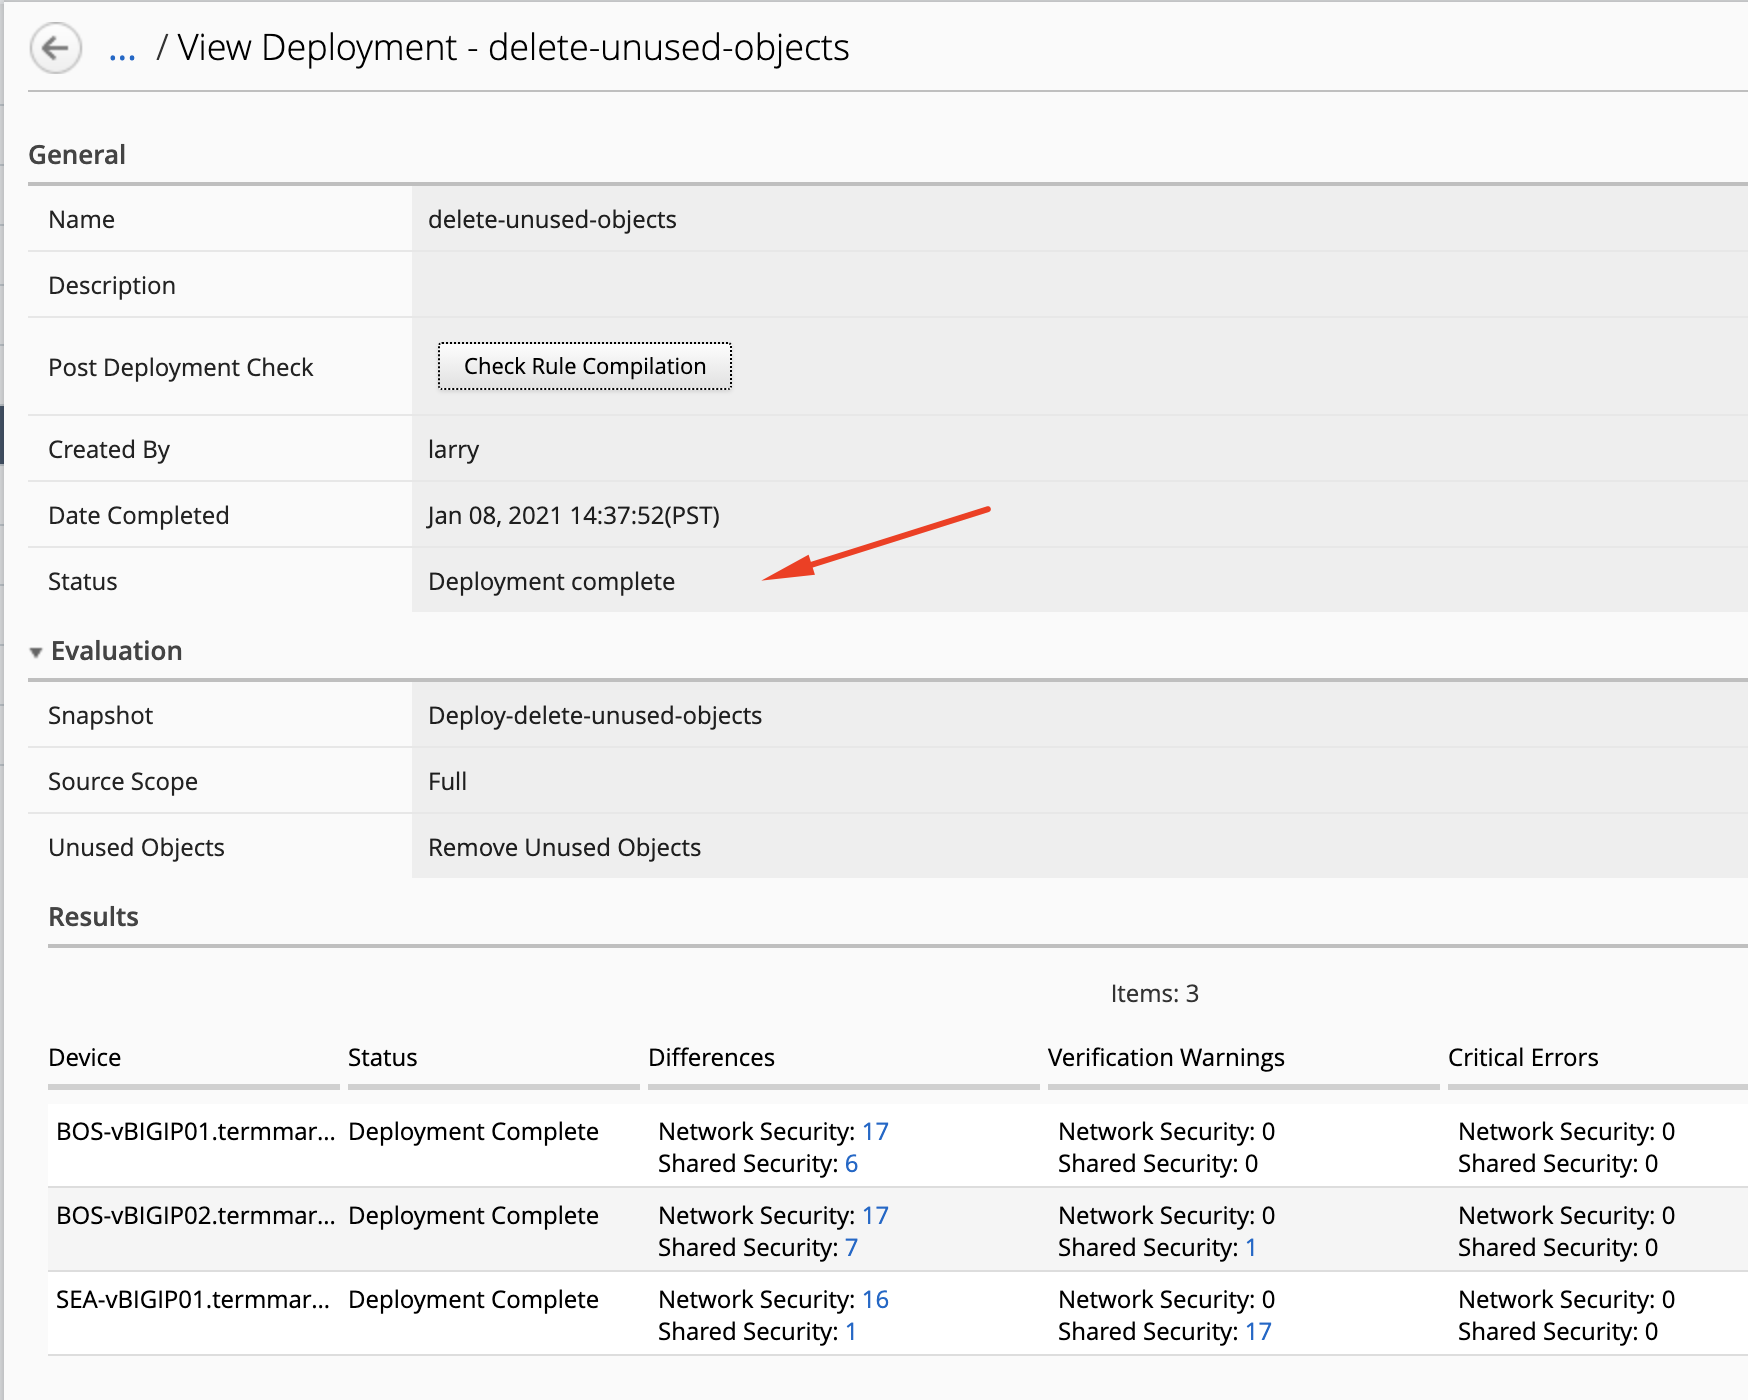 ... / View Deployment - delete-unused-objects
General
Name delete-unused-objects
Description
Post Deployment Check Check Rule Compilation
Created By larry
Date Completed Jan 08, 2021 14:37:52(PST)
Status Deployment complete
Evaluation
Snapshot Deploy-delete-unused-objects
Source Scope Full
Unused Objects Remove Unused Objects
Results
Items: 3
Device Status Differences Verification Warnings Critical Errors
BOS-vBIGIP01.termmar... Deployment Complete Network Security: 17 Network Security: 0 Network Security: 0
Shared Security: 6 Shared Security: 0 Shared Security: 0
BOS-vBIGIP02.termmar... Deployment Complete Network Security: 17 Network Security: 0 Network Security: 0
Shared Security: 7 Shared Security: 1 Shared Security: 0
SEA-vBIGIP01.termmar... Deployment Complete Network Security: 16 Network Security: 0 Network Security: 0
Shared Security: 1 Shared Security: 17 Shared Security: 0